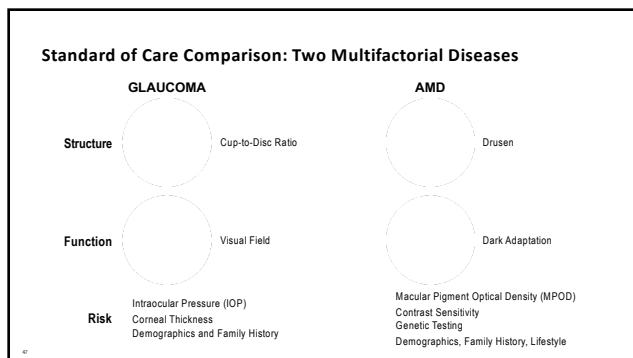 Standard of Care Comparison: Two Multifactorial Diseases
GLAUCOMA
AMD
Structure
Cup-to-Disc Ratio
Drusen
Function
Visual Field
Dark Adaptation
Risk
Intraocular Pressure (IOP)
Corneal Thickness
Demographics and Family History
Macular Pigment Optical Density (MPOD)
Contrast Sensitivity
Genetic Testing
Demographics, Family History, Lifestyle
47